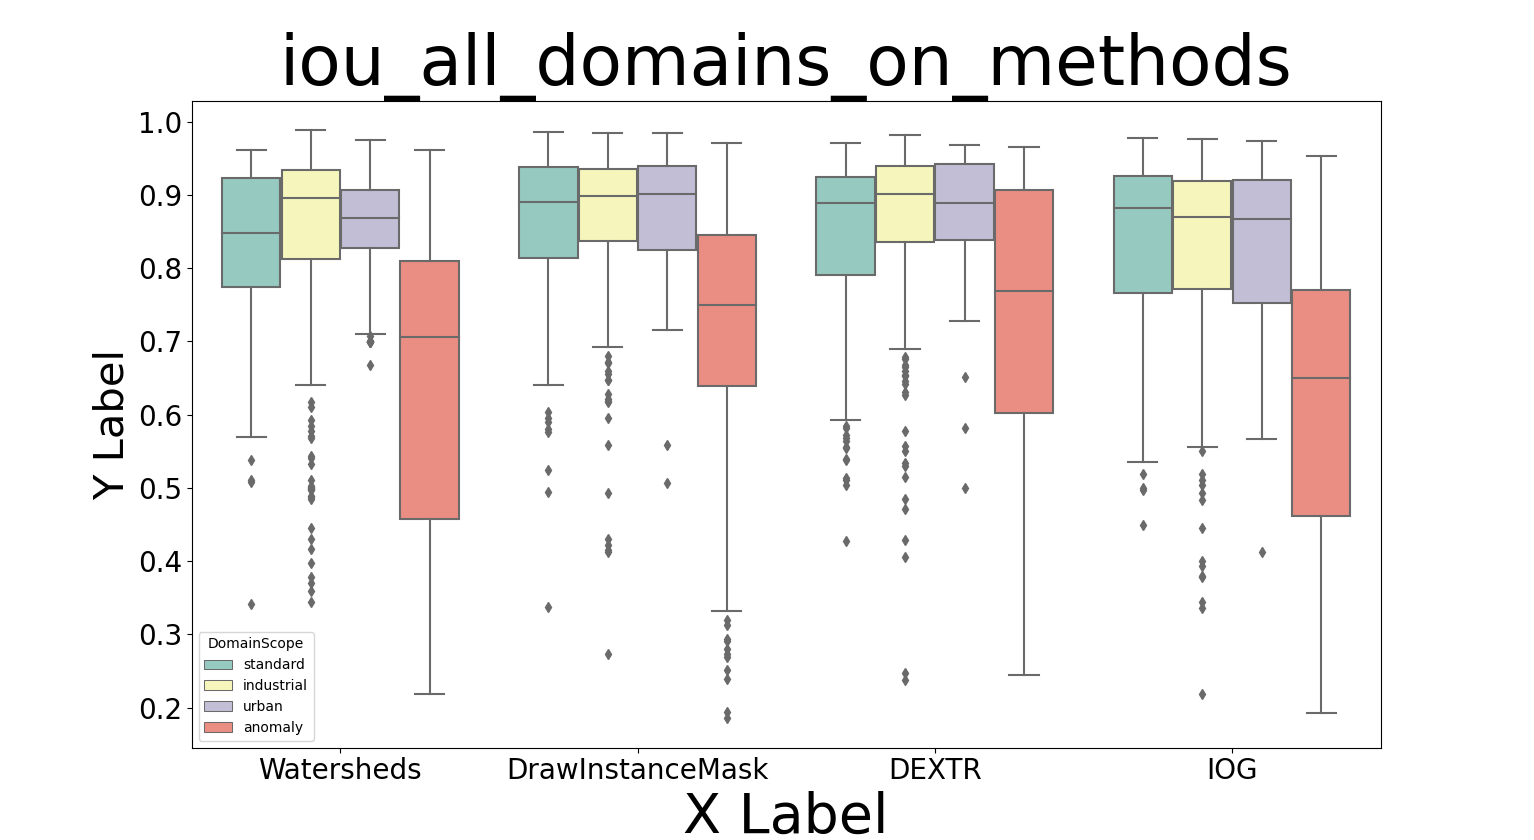 iou_all_domains_on_methods
1.0
0.9
0.8
0.7
0.6
0.5
0.4
0.3
0.2
Y Label
DomainScope
standard
industrial
urban
anomaly
Watersheds DrawInstanceMask DEXTR IOG
X Label